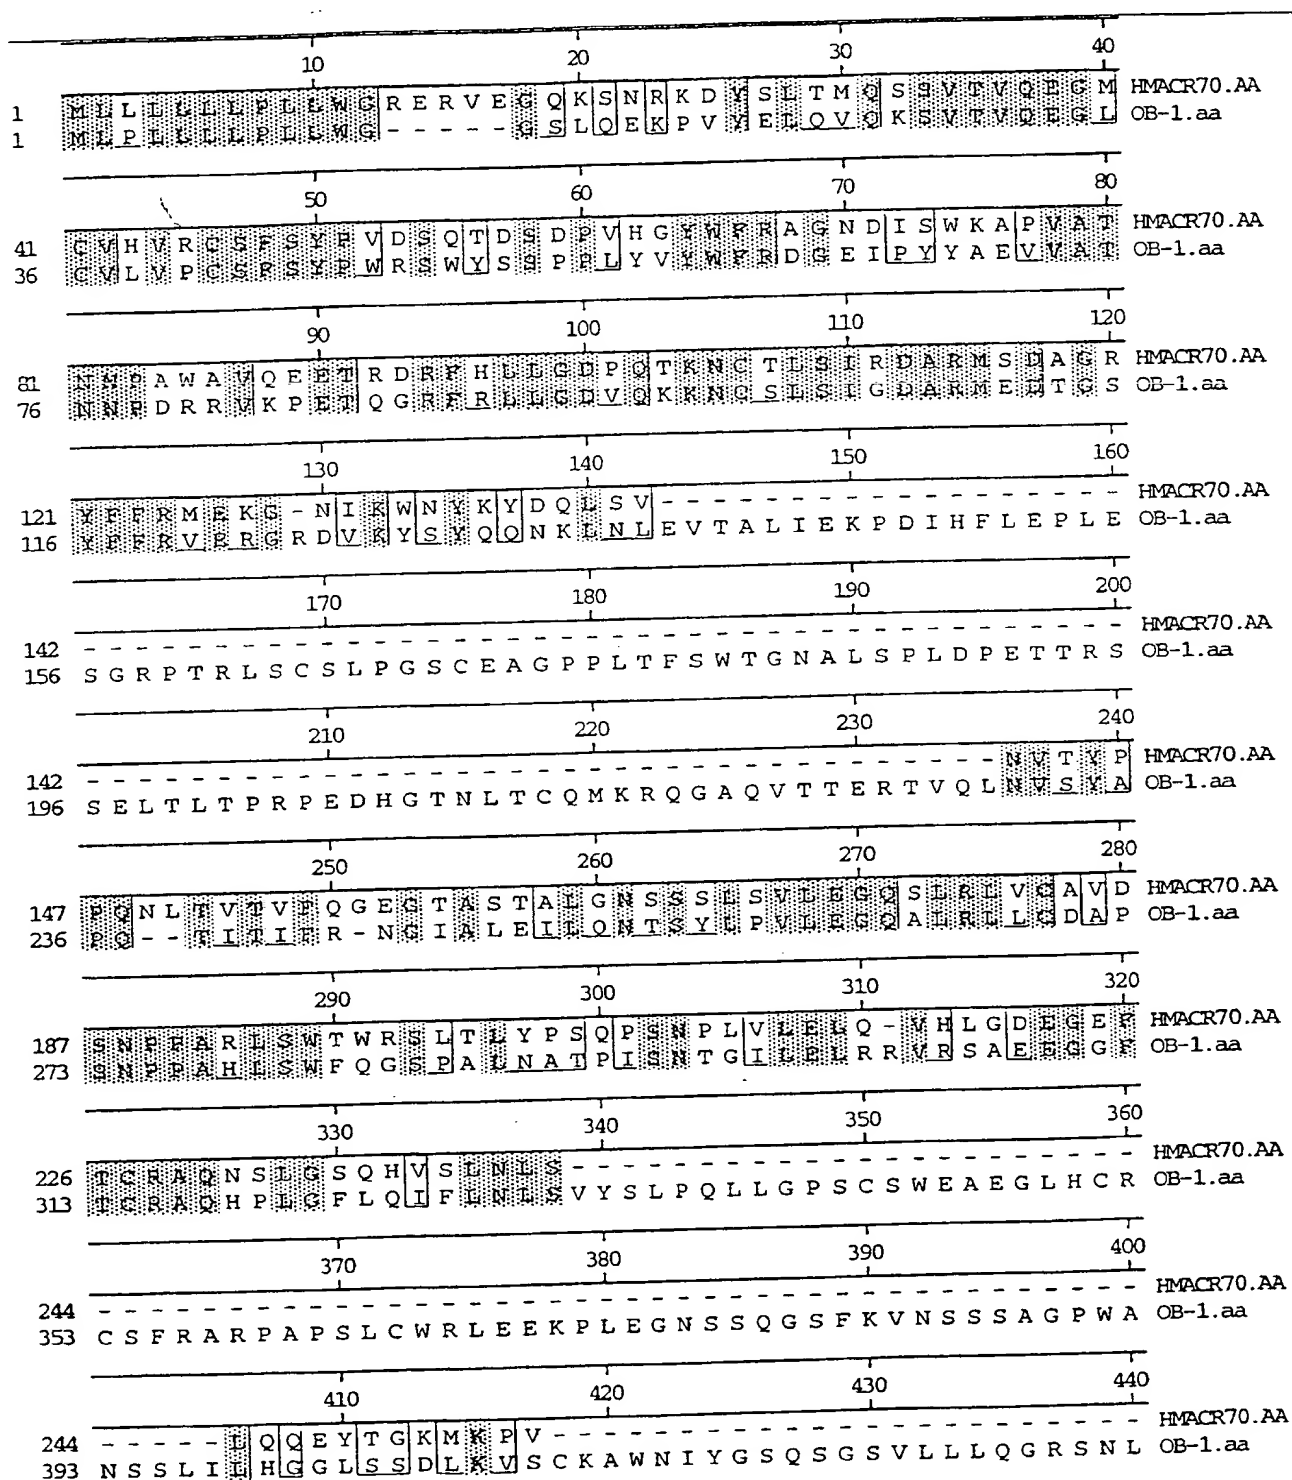 10 20 30 40
1 M L L L L L L P L L W G R E R V E G Q K S N R K D Y S L T M Q S S V T V Q E G M HMACR70.AA
1 M L P L L L L P L L W G - - - - - G S L Q E K P V Y E L Q V Q K S V T V Q E G L OB-1.aa
50 60 70 80
41 C V H V R C S F S Y P V D S Q T D S D P V H G Y W F R A G N D I S W K A P V A T HMACR70.AA
36 C V L V P C S F S Y P W R S W Y S S P P L Y V Y W F R D G E I P Y Y A E V V A T OB-1.aa
90 100 110 120
81 N N P A W A V Q E E T R D R F H L L G D P Q T K N C T L S I R D A R M S D A G R HMACR70.AA
76 N N P D R R V K P E T Q G R F R L L G D V Q K K N C S L S I G D A R M E D T G S OB-1.aa
130 140 150 160
121 Y F F R M E K G - N I K W N Y K Y D Q L S V - - - - - - - - - - - - - - - - - - HMACR70.AA
116 Y F F R V E R G R D V K Y S Y Q Q N K L N L E V T A L I E K P D I H F L E P L E OB-1.aa
170 180 190 200
142 - - - - - - - - - - - - - - - - - - - - - - - - - - - - - - - - - - - - - - - - HMACR70.AA
156 S G R P T R L S C S L P G S C E A G P P L T F S W T G N A L S P L D P E T T R S OB-1.aa
210 220 230 240
142 - - - - - - - - - - - - - - - - - - - - - - - - - - - - - - - - - - - N V T Y P HMACR70.AA
196 S E L T L T P R P E D H G T N L T C Q M K R Q G A Q V T T E R T V Q L N V S Y A OB-1.aa
250 260 270 280
147 P Q N L T V T V F Q G E G T A S T A L G N S S S L S V L E G Q S L R L V C A V D HMACR70.AA
236 P Q - - T I T I F R - N G I A L E I L Q N T S Y L P V L E G Q A L R L L C D A P OB-1.aa
290 300 310 320
187 S N P P A R L S W T W R S L T L Y P S Q P S N P L V L E L Q - V H L G D E G E F HMACR70.AA
273 S N P P A H L S W F Q G S P A L N A T P I S N T G I L E L R R V R S A E E G G F OB-1.aa
330 340 350 360
226 T C R A Q N S L G S Q H V S L N L S - - - - - - - - - - - - - - - - - - - - - - HMACR70.AA
313 T C R A Q H P L G F L Q I F L N L S V Y S L P Q L L G P S C S W E A E G L H C R OB-1.aa
370 380 390 400
244 - - - - - - - - - - - - - - - - - - - - - - - - - - - - - - - - - - - - - - - - HMACR70.AA
353 C S F R A R P A P S L C W R L E E K P L E G N S S Q G S F K V N S S S A G P W A OB-1.aa
410 420 430 440
244 - - - - - L Q Q E Y T G K M K P V - - - - - - - - - - - - - - - - - - - - - - - HMACR70.AA
393 N S S L I L H G G L S S D L K V S C K A W N I Y G S Q S G S V L L L Q G R S N L OB-1.aa